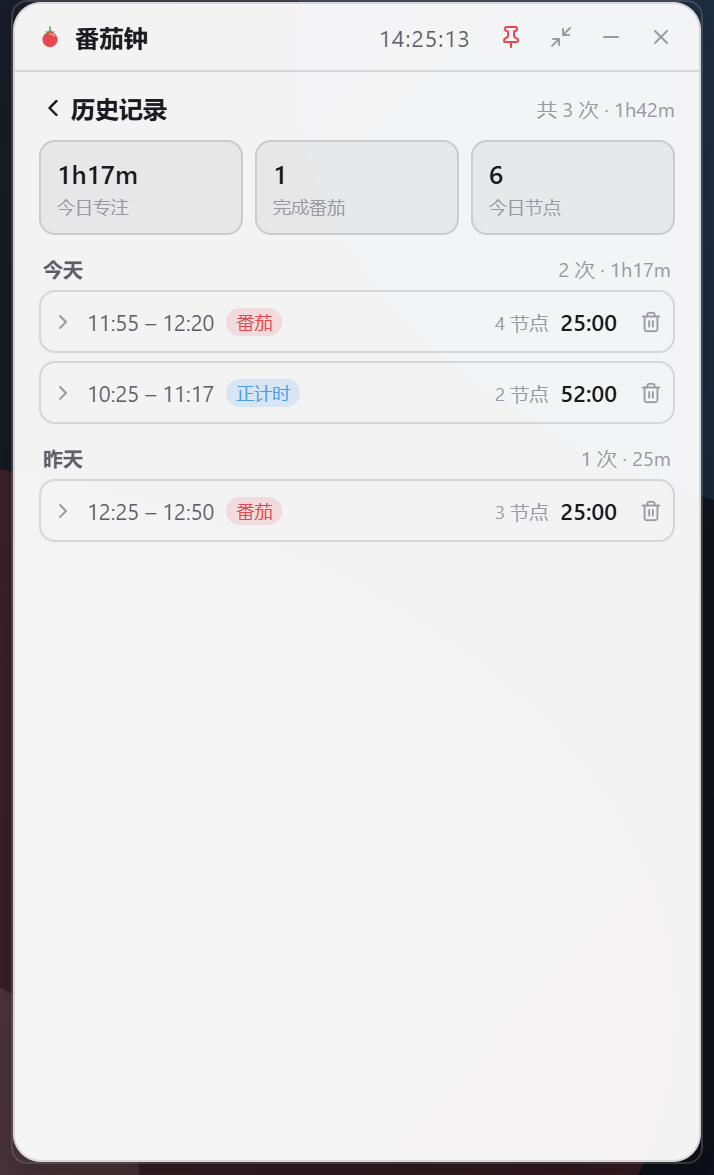 番茄钟 14:25:13
历史记录 共 3 次 · 1h42m
1h17m 1 6
今日专注 完成番茄 今日节点
今天 2 次 · 1h17m
11:55 – 12:20 番茄 4 节点 25:00
10:25 – 11:17 正计时 2 节点 52:00
昨天 1 次 · 25m
12:25 – 12:50 番茄 3 节点 25:00